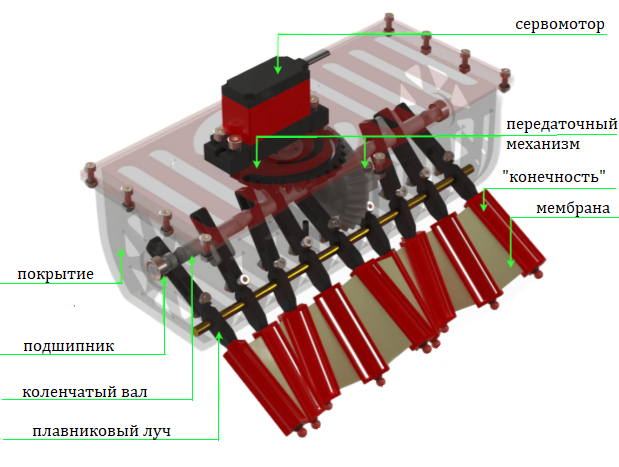 сервомотор
передаточный
механизм
"конечность"
мембрана
покрытие
подшипник
коленчатый вал
плавниковый луч